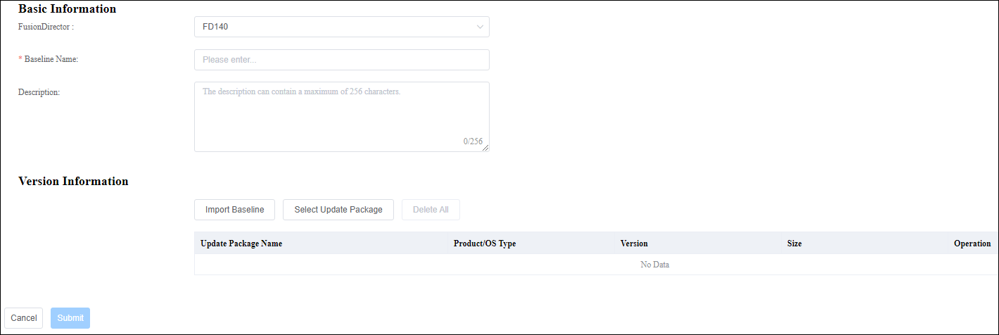 Basic Information
FusionDirector :
FD140
* Baseline Name:
Please enter...
Description:
The description can contain a maximum of 256 characters.
0/256
Version Information
Import Baseline
Select Update Package
Delete All
Update Package Name
Product/OS Type
Version
Size
Operation
No Data
Cancel
Submit